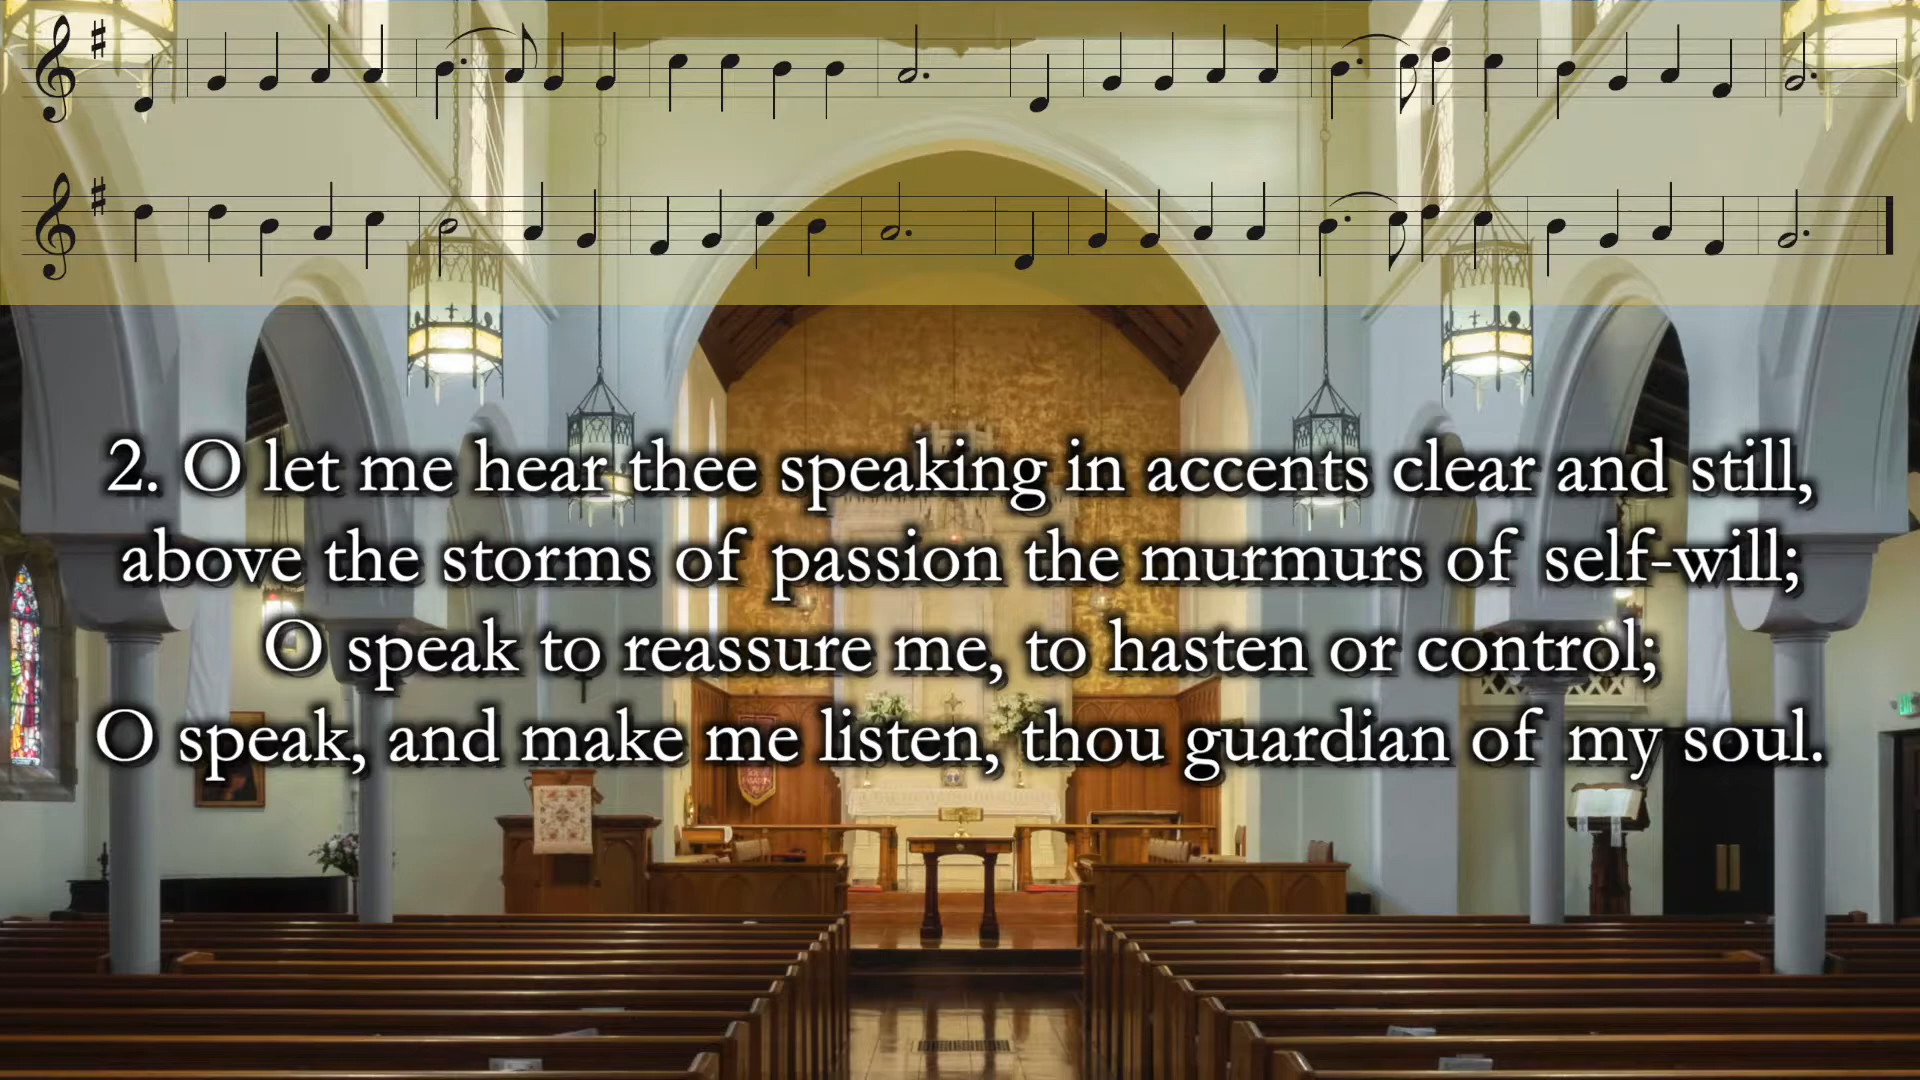 2. O let me hear thee speaking in accents clear and still,
above the storms of passion the murmurs of self-will;
O speak to reassure me, to hasten or control;
O speak, and make me listen, thou guardian of my soul.